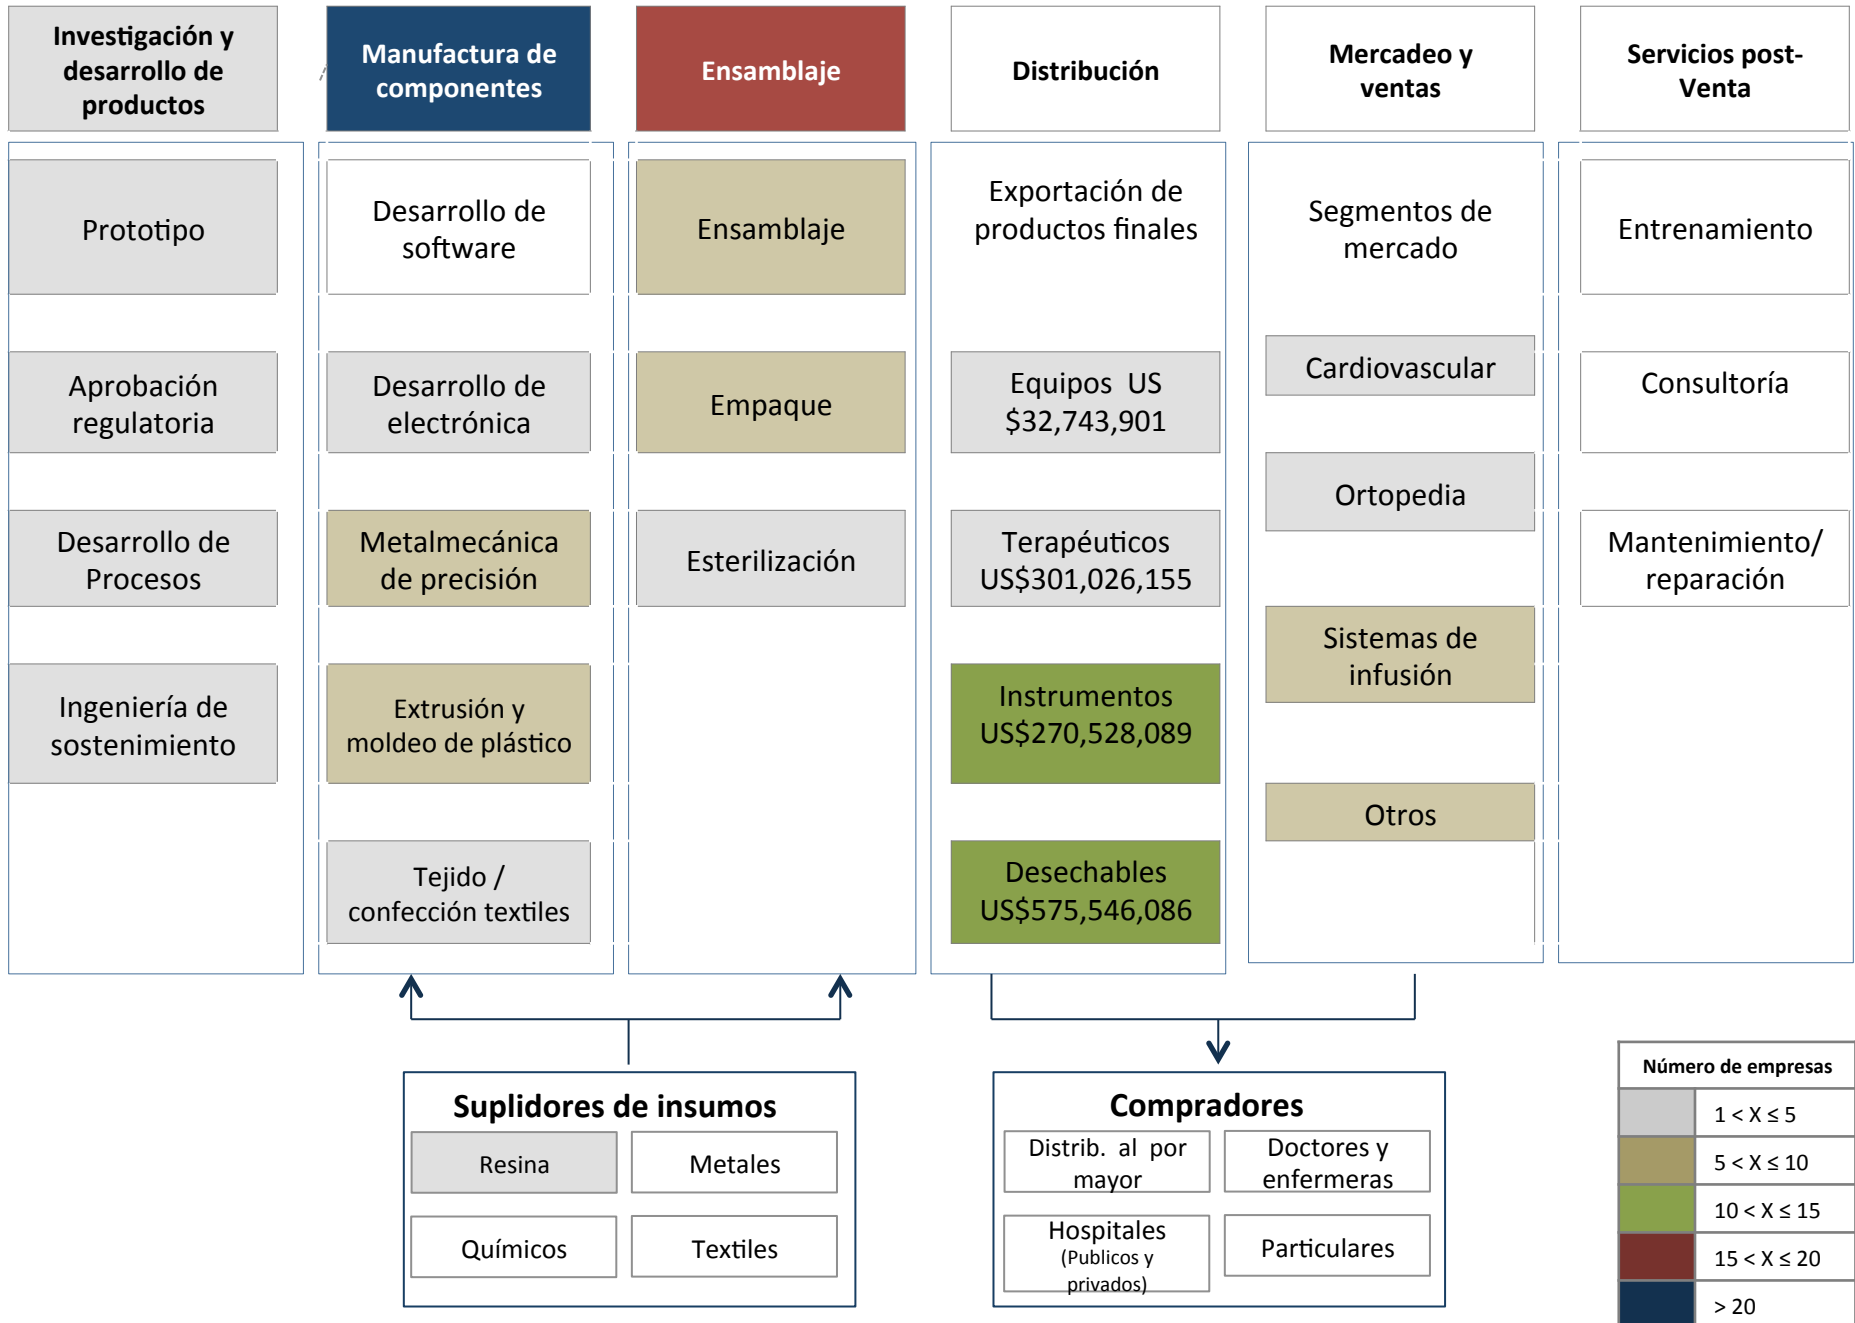 Investigación y
desarrollo de
productos
Manufactura de
componentes
Ensamblaje
Distribución
Mercadeo y
ventas
Servicios post-
Venta
Prototipo
Aprobación
regulatoria
Desarrollo de
Procesos
Ingeniería de
sostenimiento
Desarrollo de
software
Desarrollo de
electrónica
Metalmecánica
de precisión
Extrusión y
moldeo de plástico
Tejido /
confección textiles
Ensamblaje
Empaque
Esterilización
Exportación de
productos finales
Equipos US
$32,743,901
Terapéuticos
US$301,026,155
Instrumentos
US$270,528,089
Desechables
US$575,546,086
Segmentos de
mercado
Cardiovascular
Ortopedia
Sistemas de
infusión
Otros
Entrenamiento
Consultoría
Mantenimiento/
reparación
Suplidores de insumos
Resina
Metales
Químicos
Textiles
Compradores
Distrib. al por
mayor
Doctores y
enfermeras
Hospitales
(Publicos y
privados)
Particulares
Número de empresas
1 < X ≤ 5
5 < X ≤ 10
10 < X ≤ 15
15 < X ≤ 20
> 20